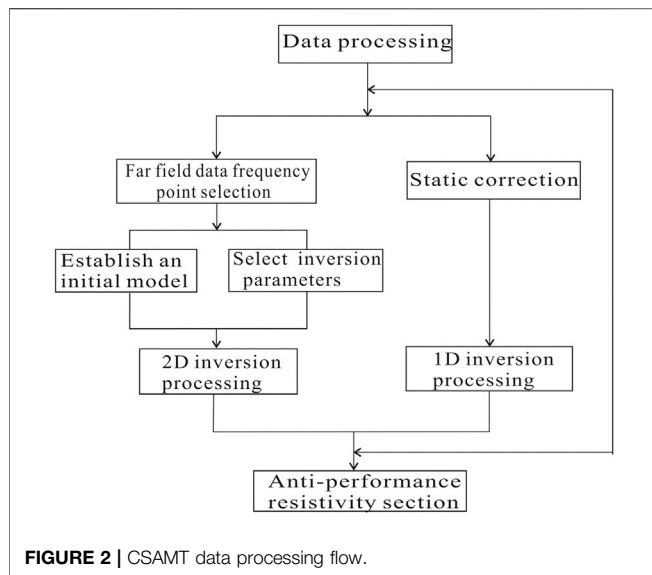 Data processing
Far field data frequency
point selection
Static correction
Establish an
initial model
Select inversion
parameters
2D inversion
processing
1D inversion
processing
Anti-performance
resistivity section
FIGURE 2 | CSAMT data processing flow.